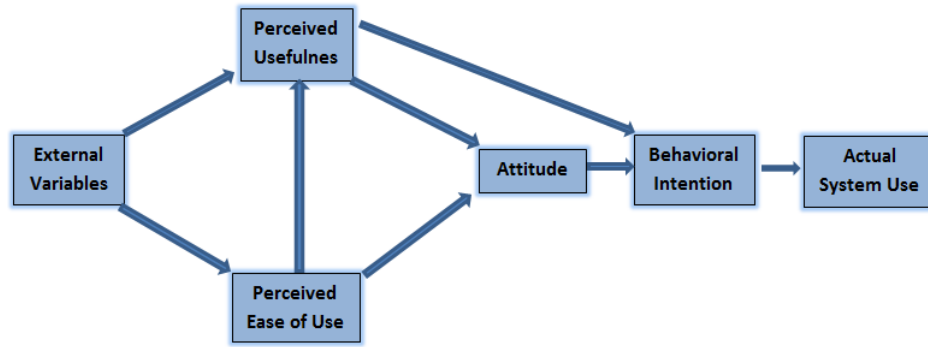 Perceived
Usefulnes
External
Variables
Attitude
Behavioral
Intention
Actual
System Use
Perceived
Ease of Use